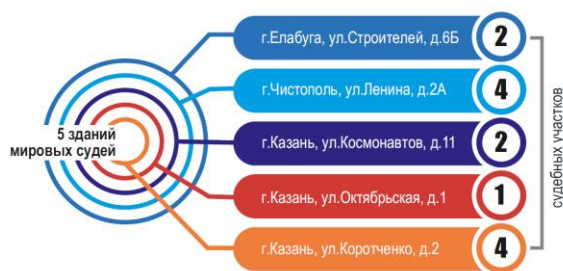 г.Елабуга, ул.Строителей, д.6Б 2
г.Чистополь, ул.Ленина, д.2А 4
5 зданий
мировых судей
г.Казань, ул.Космонавтов, д.11 2
г.Казань, ул.Октябрьская, д.1 1
г.Казань, ул.Коротченко, д.2 4
судебных участков